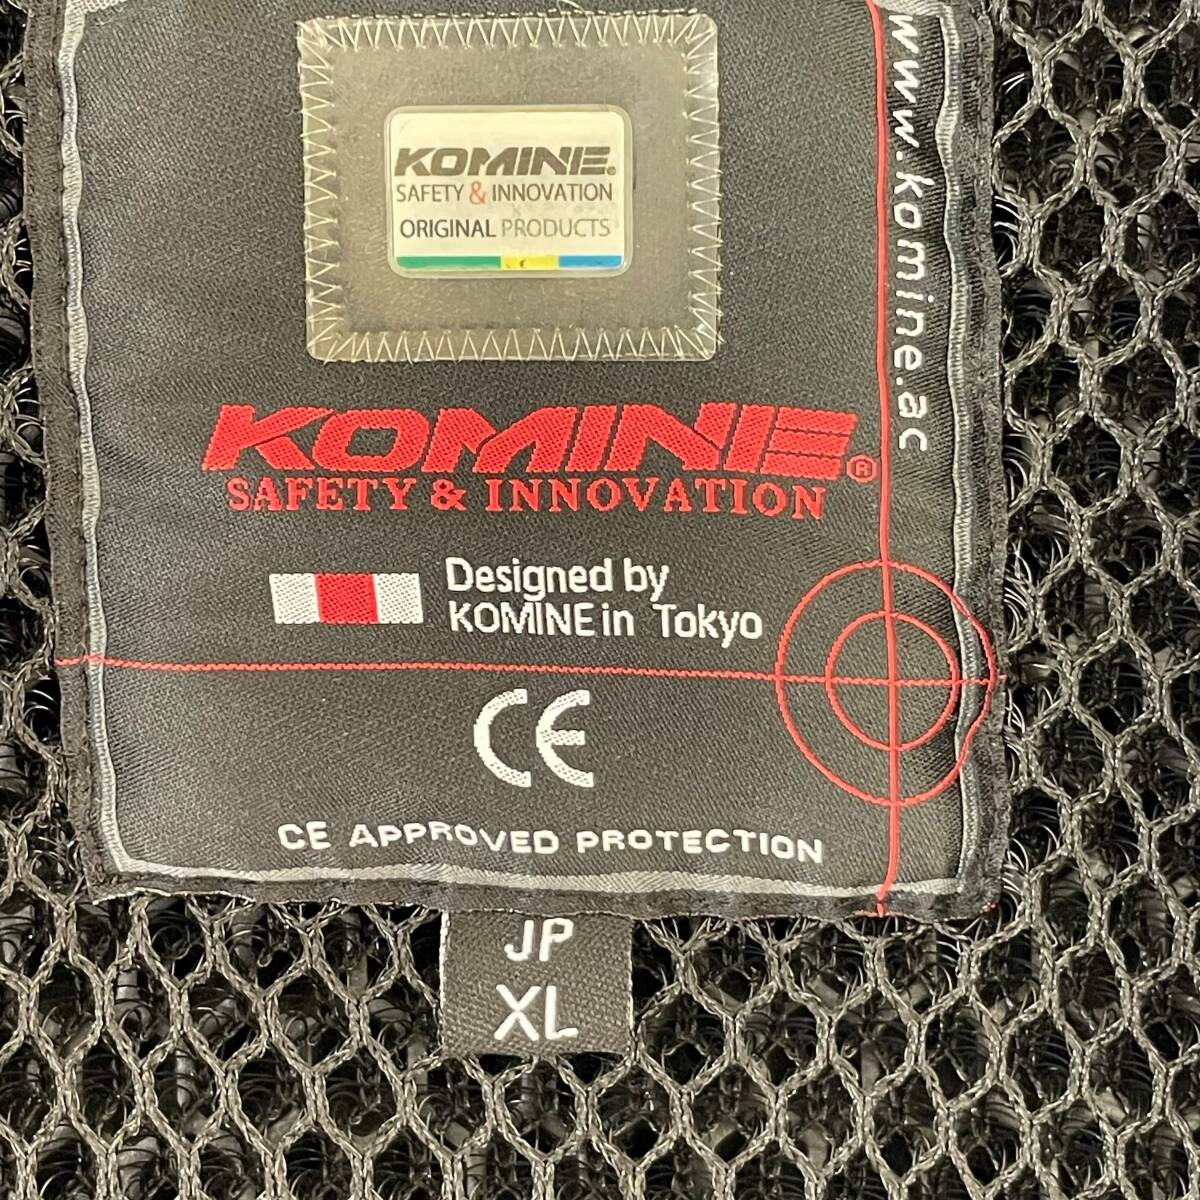 KOMINE®
SAFETY & INNOVATION
ORIGINAL PRODUCTS
www.komine.ac
KOMINE®
SAFETY & INNOVATION
Designed by
KOMINE in Tokyo
CE
CE APPROVED PROTECTION
JP
XL